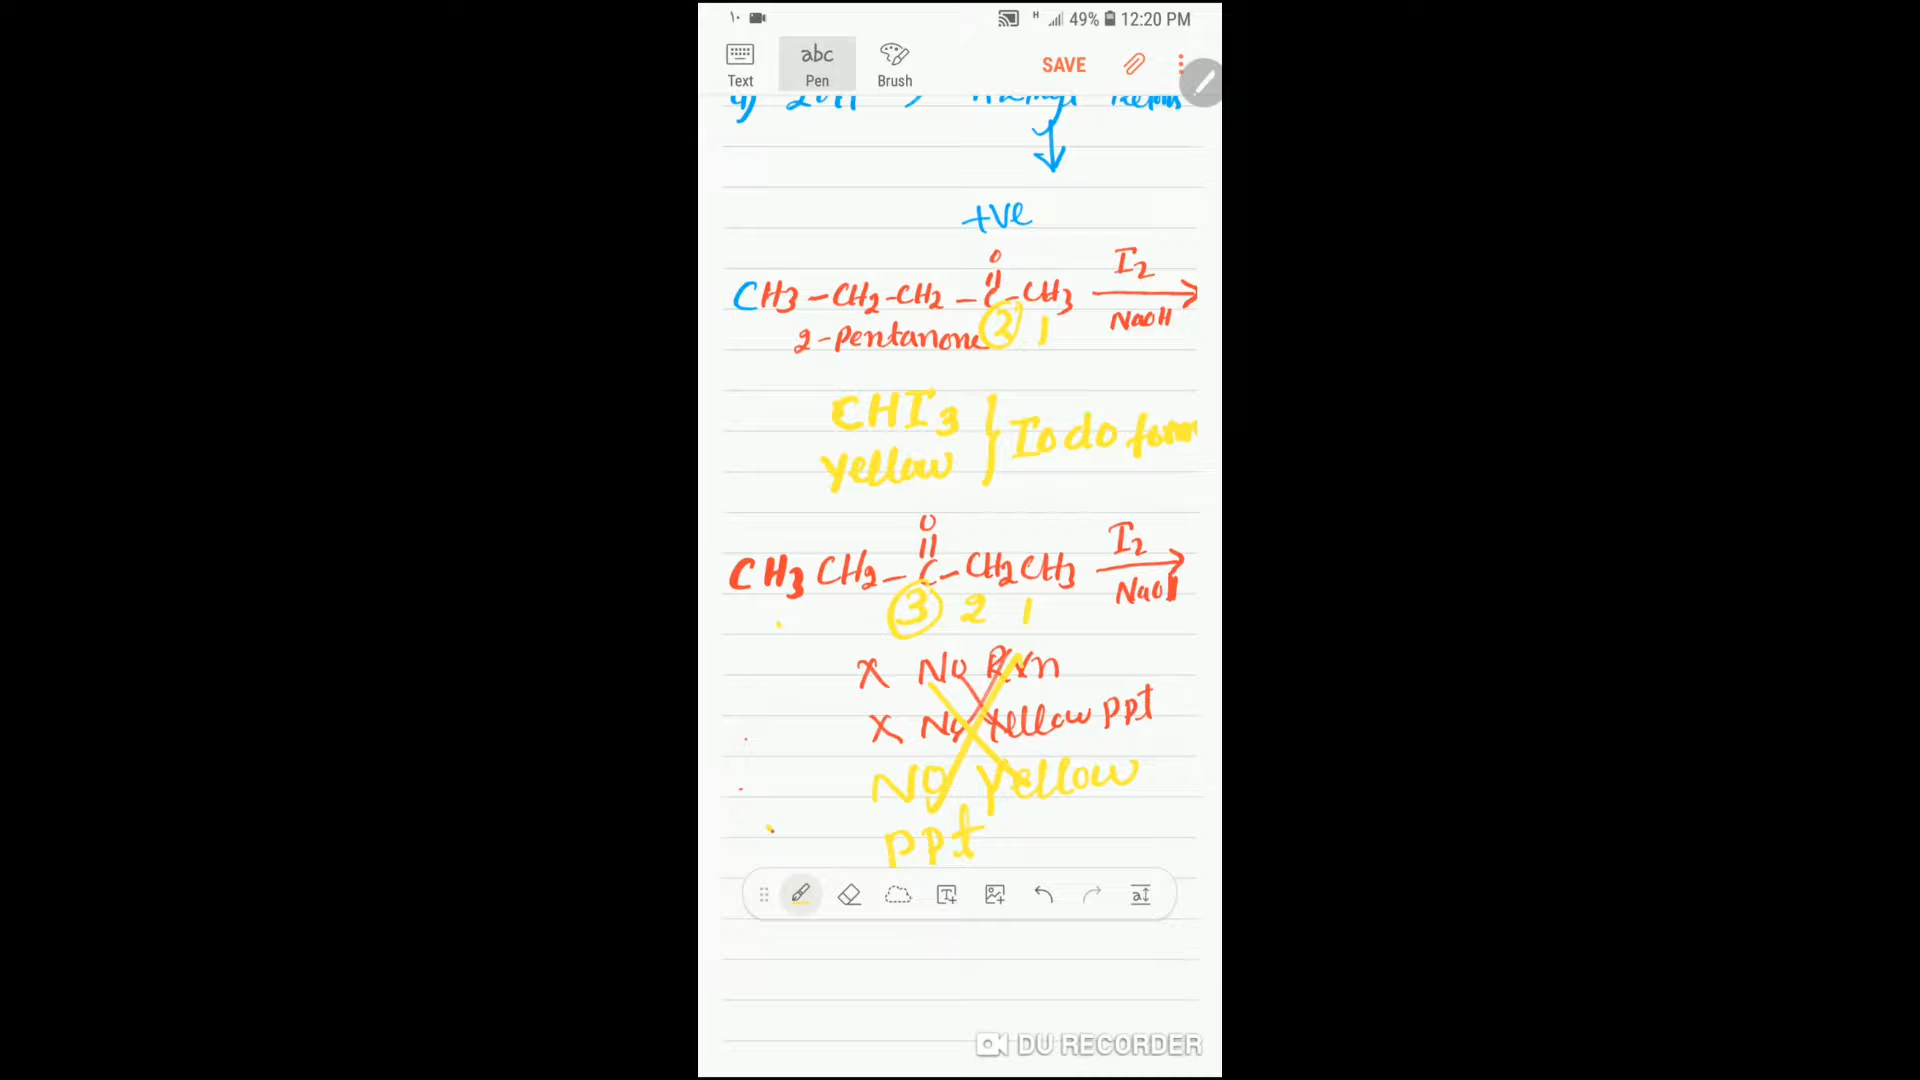 ١٠ H 49% 12:20 PM
Text abc Pen Brush SAVE
+ve
O
CH3 - CH2 - CH2 - C - CH3 I2
NaOH
2-Pentanone 2 1
CHI3
Yellow
Iodoform
O
CH3 CH2 - C - CH2 CH3 I2
NaOH
3 2 1
X No Rxn
X No Yellow ppt
No Yellow
ppt
DU RECORDER